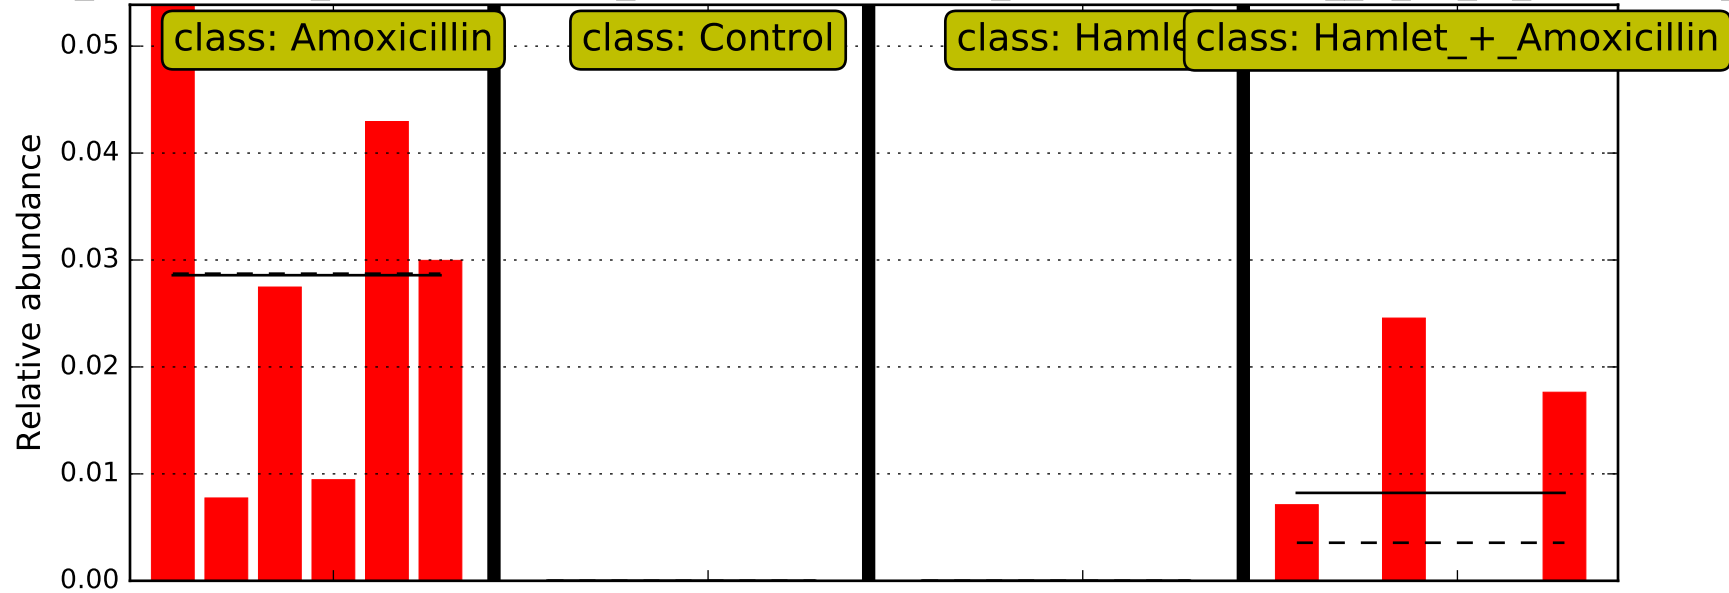 class: Amoxicillin
class: Control
class: Hamle
class: Hamlet_+_Amoxicillin
Relative abundance
0.05
0.04
0.03
0.02
0.01
0.00